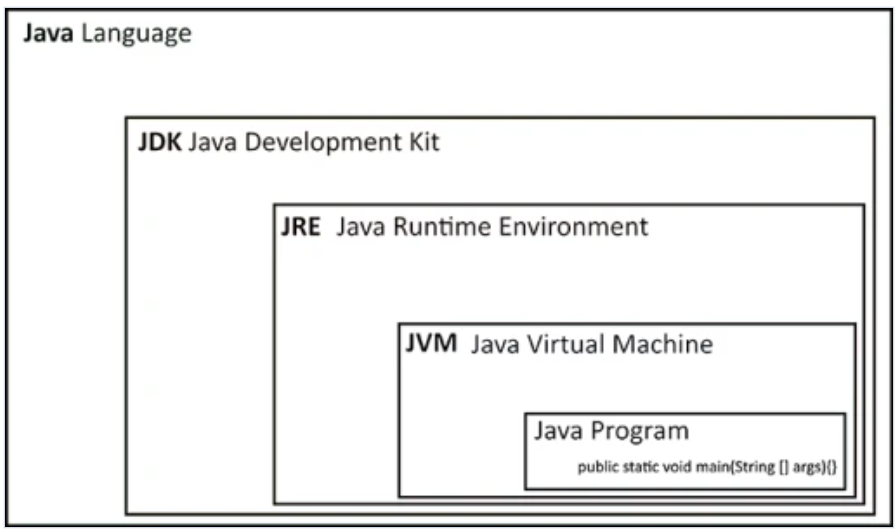 Java Language
JDK Java Development Kit
JRE Java Runtime Environment
JVM Java Virtual Machine
Java Program
public static void main(String [] args){}